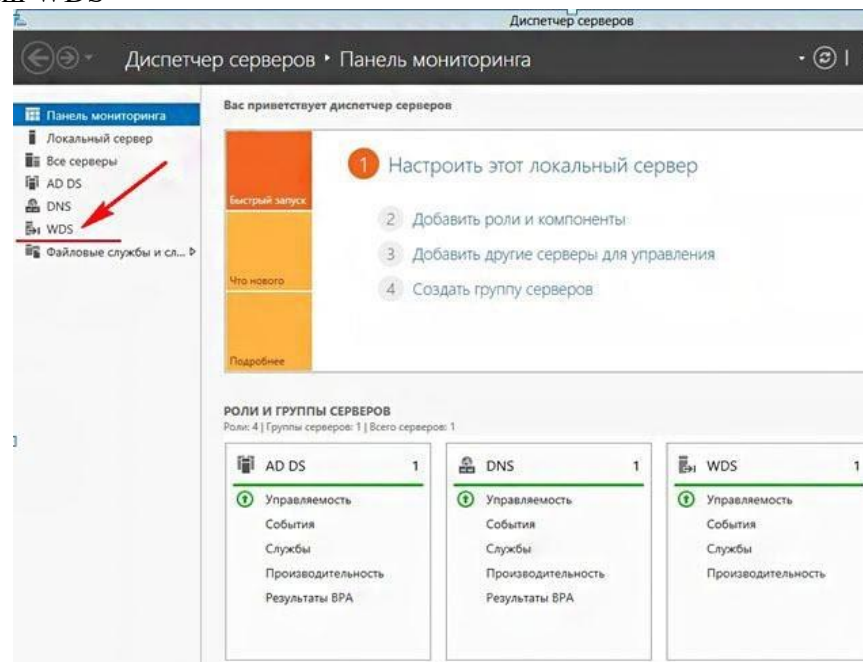 WDS
Диспетчер серверов
Диспетчер серверов ‣ Панель мониторинга
Панель мониторинга
Локальный сервер
Все серверы
AD DS
DNS
WDS
Файловые службы и сл...
Вас приветствует диспетчер серверов
Быстрый запуск
Что нового
Подробнее
1 Настроить этот локальный сервер
2 Добавить роли и компоненты
3 Добавить другие серверы для управления
4 Создать группу серверов
РОЛИ И ГРУППЫ СЕРВЕРОВ
Роли: 4 | Группы серверов: 1 | Всего серверов: 1
AD DS 1
Управляемость
События
Службы
Производительность
Результаты BPA
DNS 1
Управляемость
События
Службы
Производительность
Результаты BPA
WDS 1
Управляемость
События
Службы
Производительность